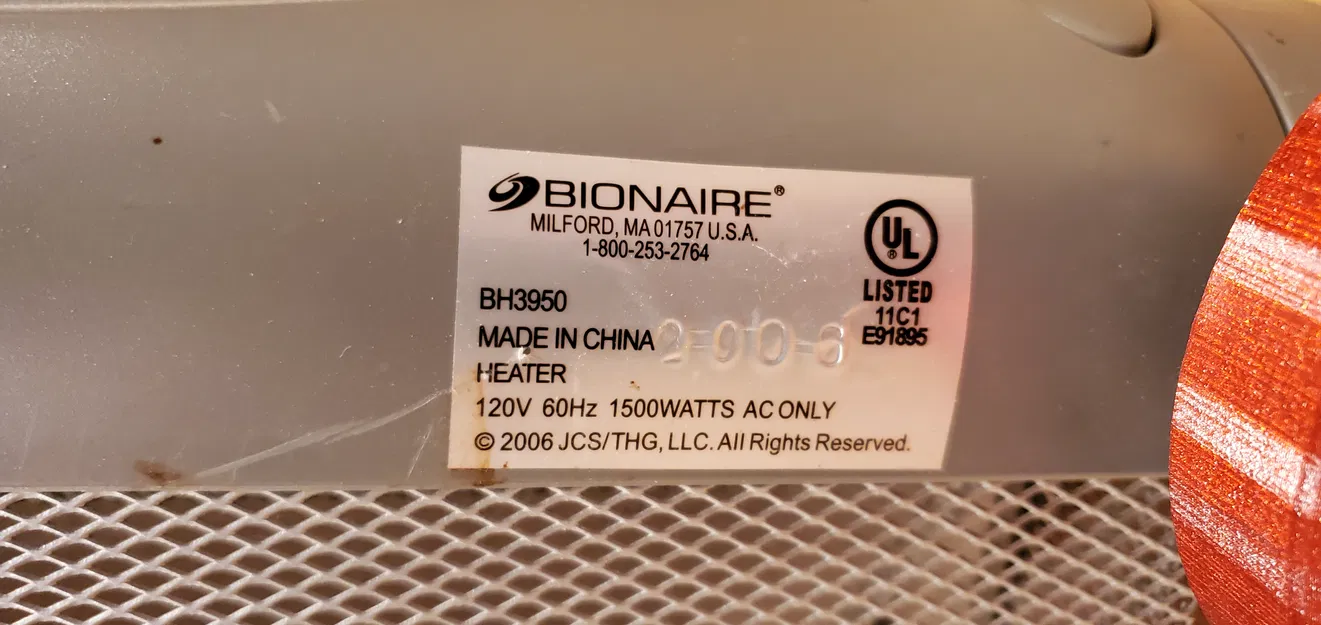 BIONAIRE®
MILFORD, MA 01757 U.S.A.
1-800-253-2764
UL®
LISTED
11C1
E91895
BH3950
MADE IN CHINA
HEATER
120V 60Hz 1500WATTS AC ONLY
© 2006 JCS/THG, LLC. All Rights Reserved.